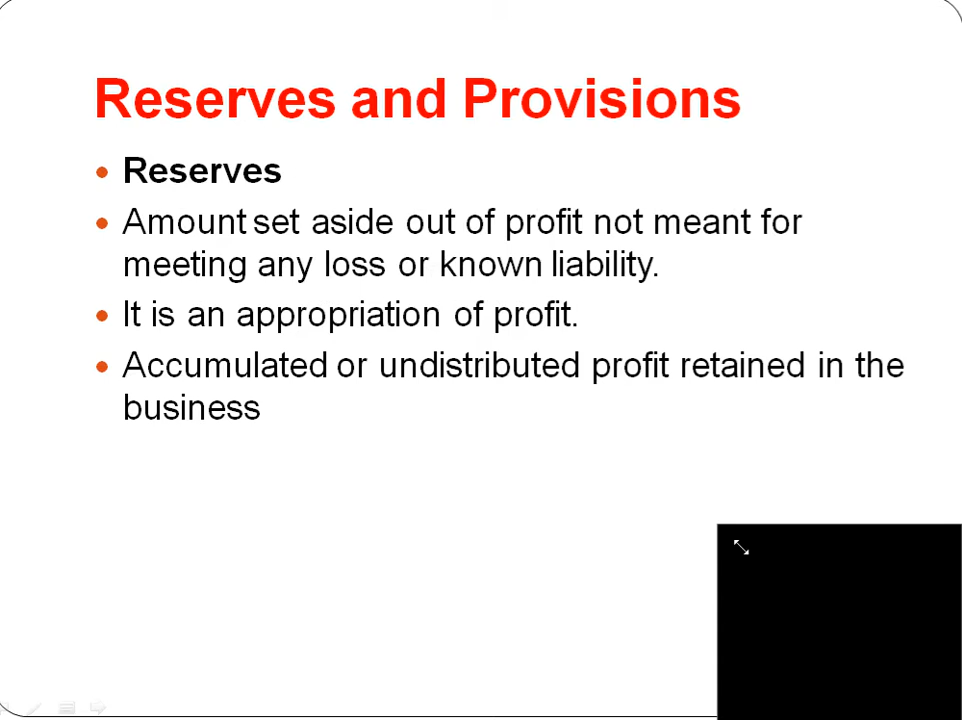 Reserves and Provisions
• Reserves
• Amount set aside out of profit not meant for
meeting any loss or known liability.
• It is an appropriation of profit.
• Accumulated or undistributed profit retained in the
business